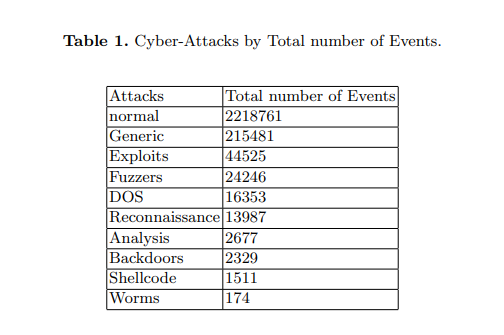 Table 1. Cyber-Attacks by Total number of Events.
Attacks Total number of Events
normal 2218761
Generic 215481
Exploits 44525
Fuzzers 24246
DOS 16353
Reconnaissance 13987
Analysis 2677
Backdoors 2329
Shellcode 1511
Worms 174